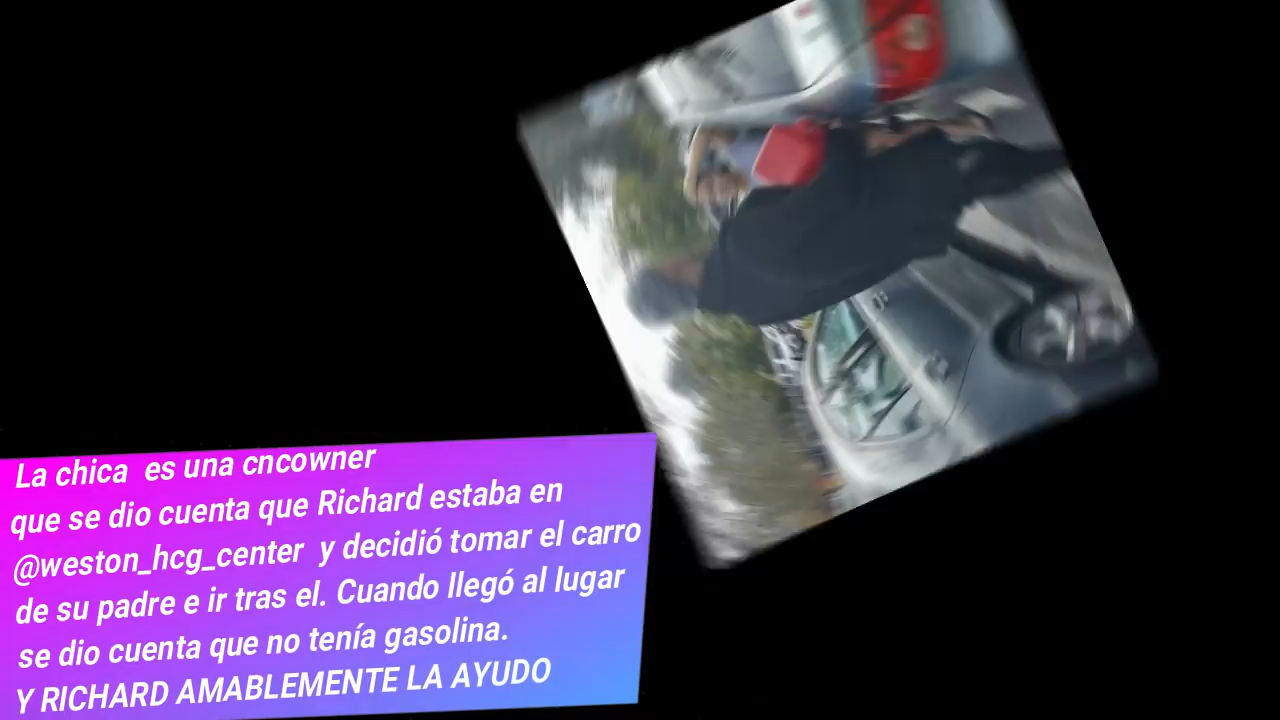 La chica es una cncowner
que se dio cuenta que Richard estaba en
@weston_hcg_center y decidió tomar el carro
de su padre e ir tras el. Cuando llegó al lugar
se dio cuenta que no tenía gasolina.
Y RICHARD AMABLEMENTE LA AYUDO